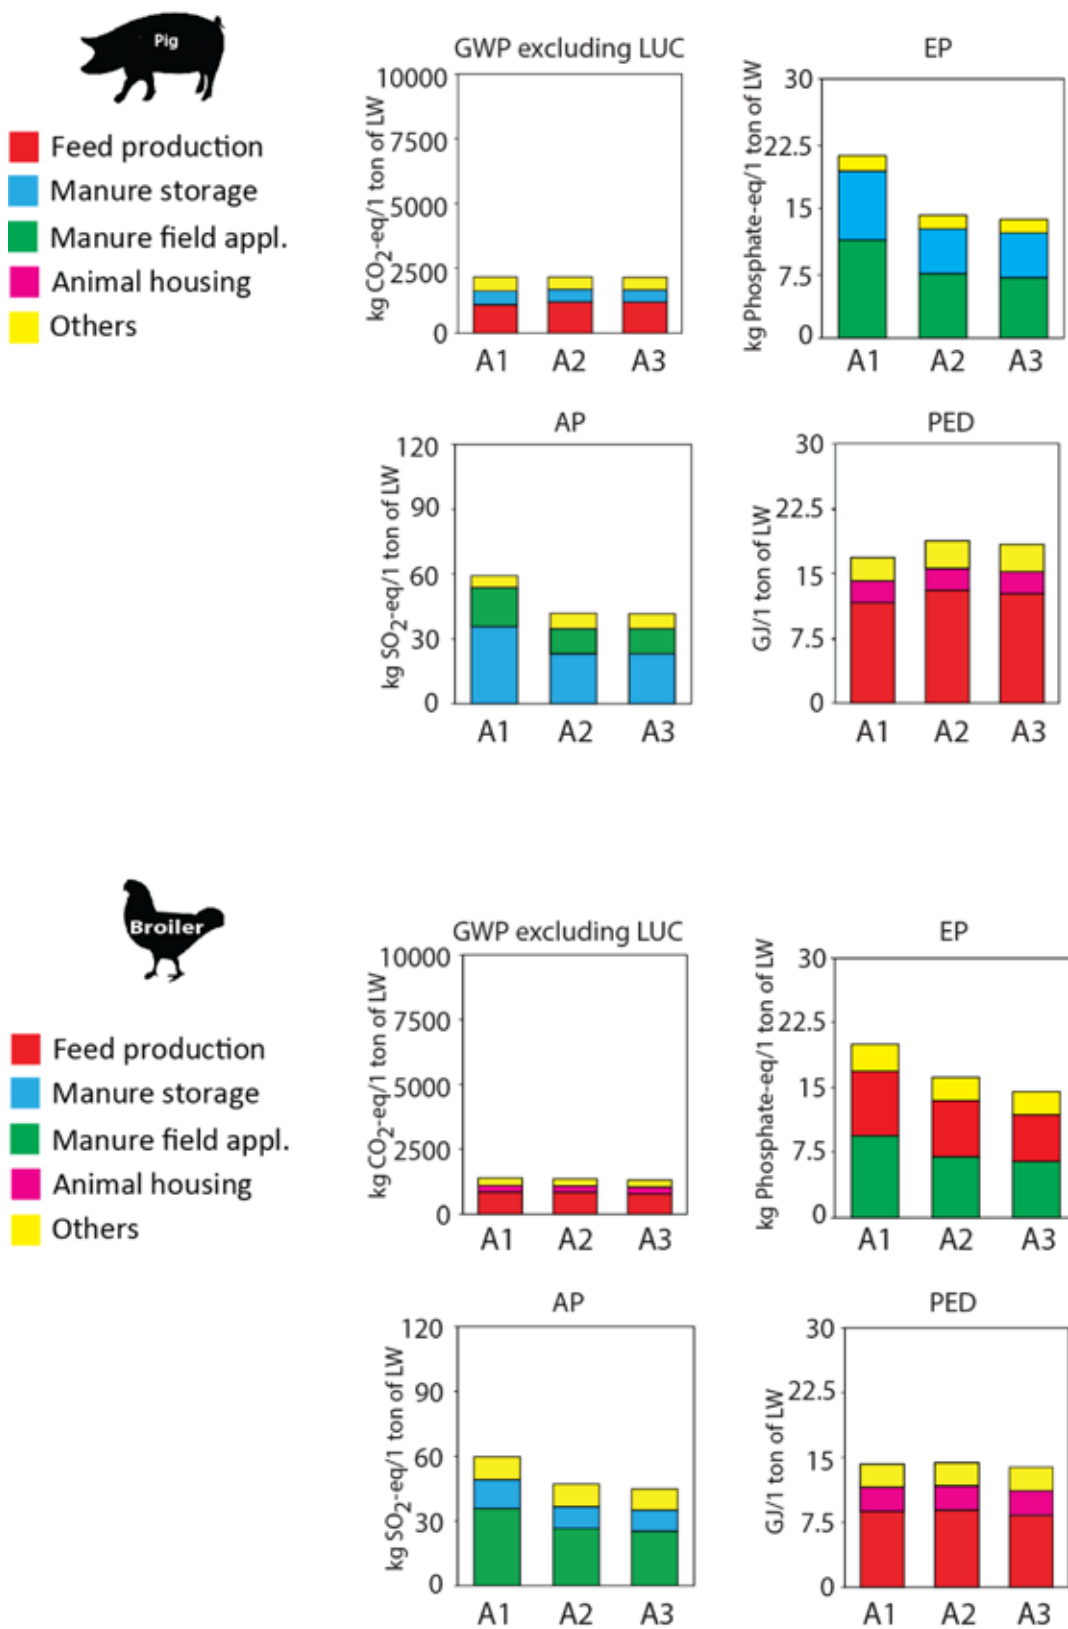 Pig
Feed production
Manure storage
Manure field appl.
Animal housing
Others
GWP excluding LUC
kg CO2-eq/1 ton of LW
10000
7500
5000
2500
0
A1 A2 A3
EP
kg Phosphate-eq/1 ton of LW
30
22.5
15
7.5
0
A1 A2 A3
AP
kg SO2-eq/1 ton of LW
120
90
60
30
0
A1 A2 A3
PED
GJ/1 ton of LW
30
22.5
15
7.5
0
A1 A2 A3
Broiler
Feed production
Manure storage
Manure field appl.
Animal housing
Others
GWP excluding LUC
kg CO2-eq/1 ton of LW
10000
7500
5000
2500
0
A1 A2 A3
EP
kg Phosphate-eq/1 ton of LW
30
22.5
15
7.5
0
A1 A2 A3
AP
kg SO2-eq/1 ton of LW
120
90
60
30
0
A1 A2 A3
PED
GJ/1 ton of LW
30
22.5
15
7.5
0
A1 A2 A3